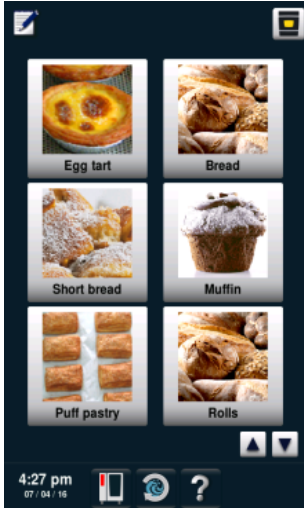 Egg tart
Bread
Short bread
Muffin
Puff pastry
Rolls
4:27 pm
07 / 04 / 16
?